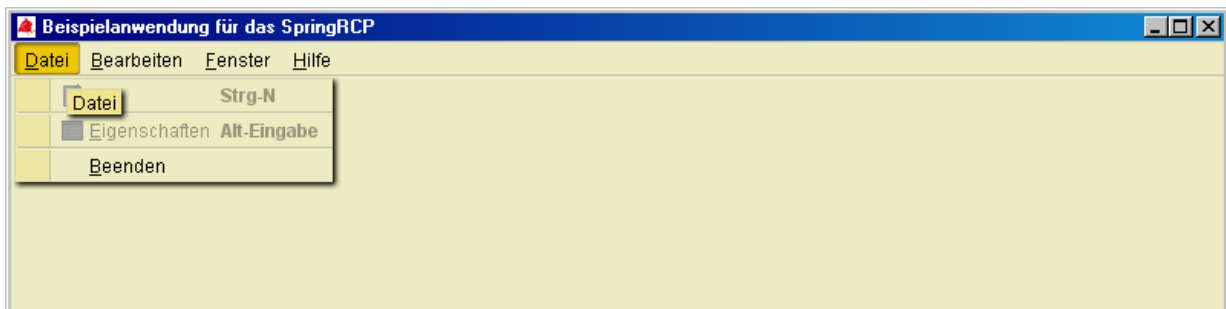 Beispielanwendung für das SpringRCP
Datei Bearbeiten Fenster Hilfe
Datei Strg-N
Eigenschaften Alt-Eingabe
Beenden